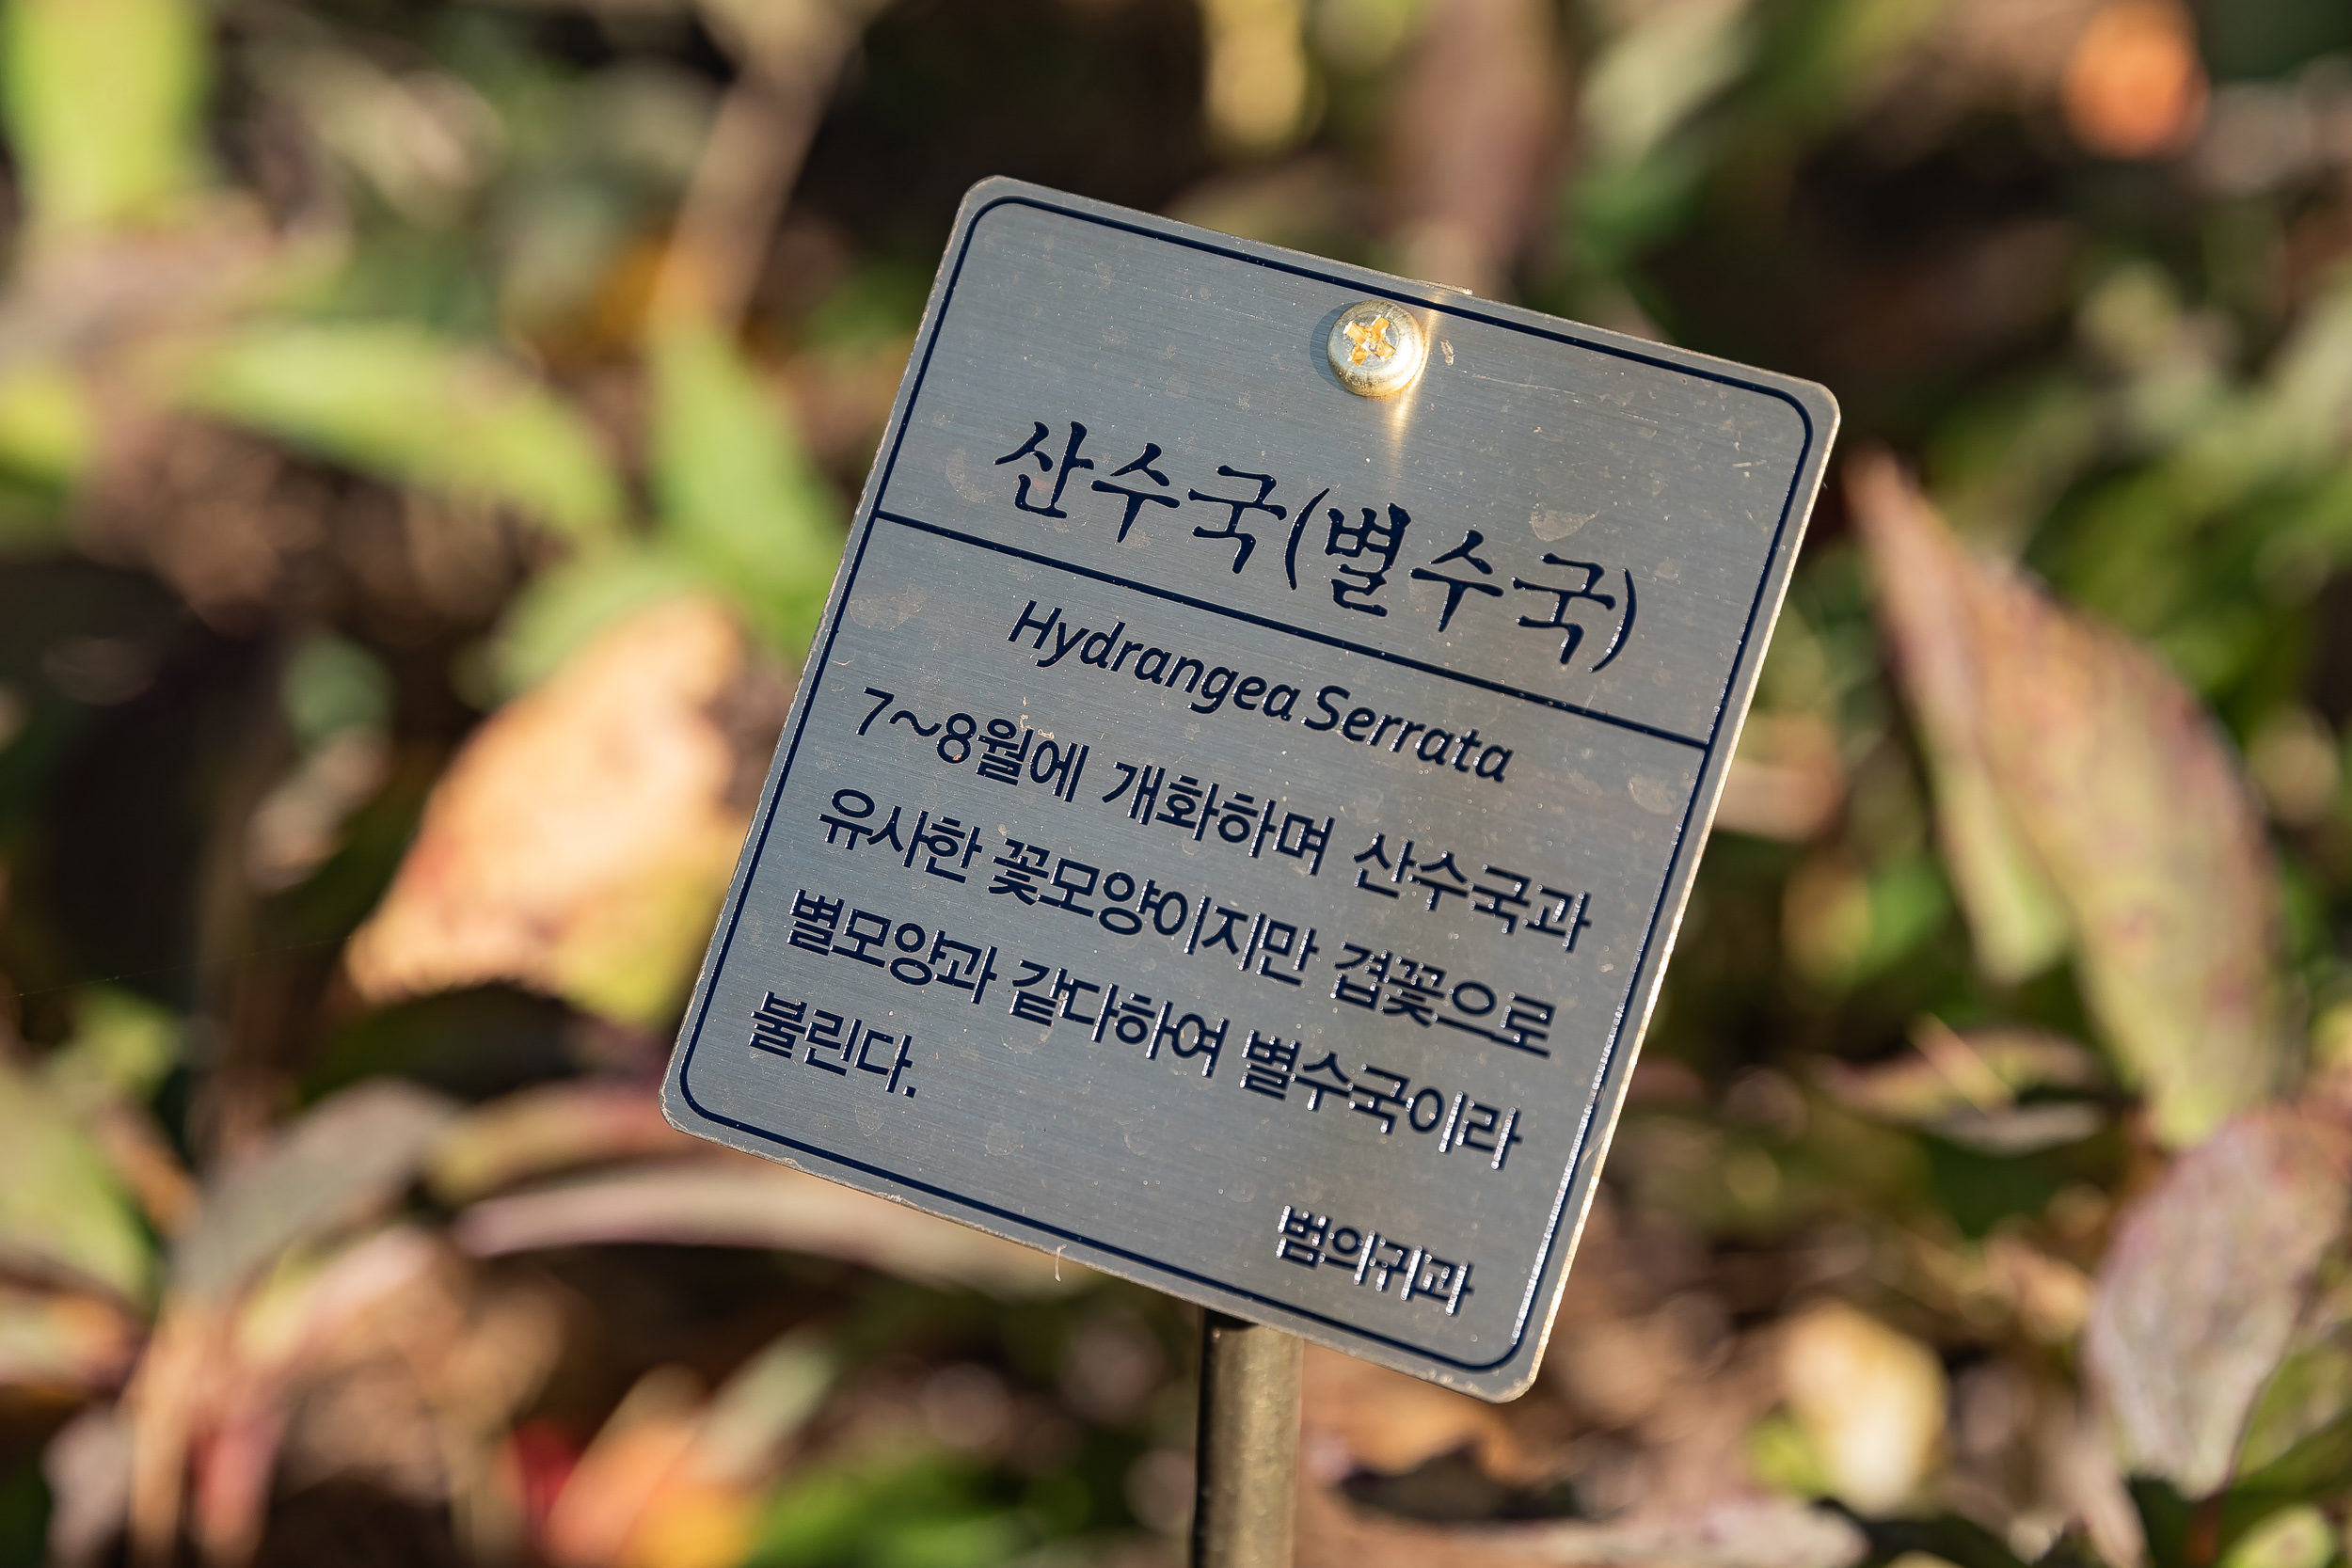 산수국(별수국)
Hydrangea Serrata
7~8월에 개화하며 산수국과
유사한 꽃모양이지만 겹꽃으로
별모양과 같다하여 별수국이라
불린다.
범의귀과